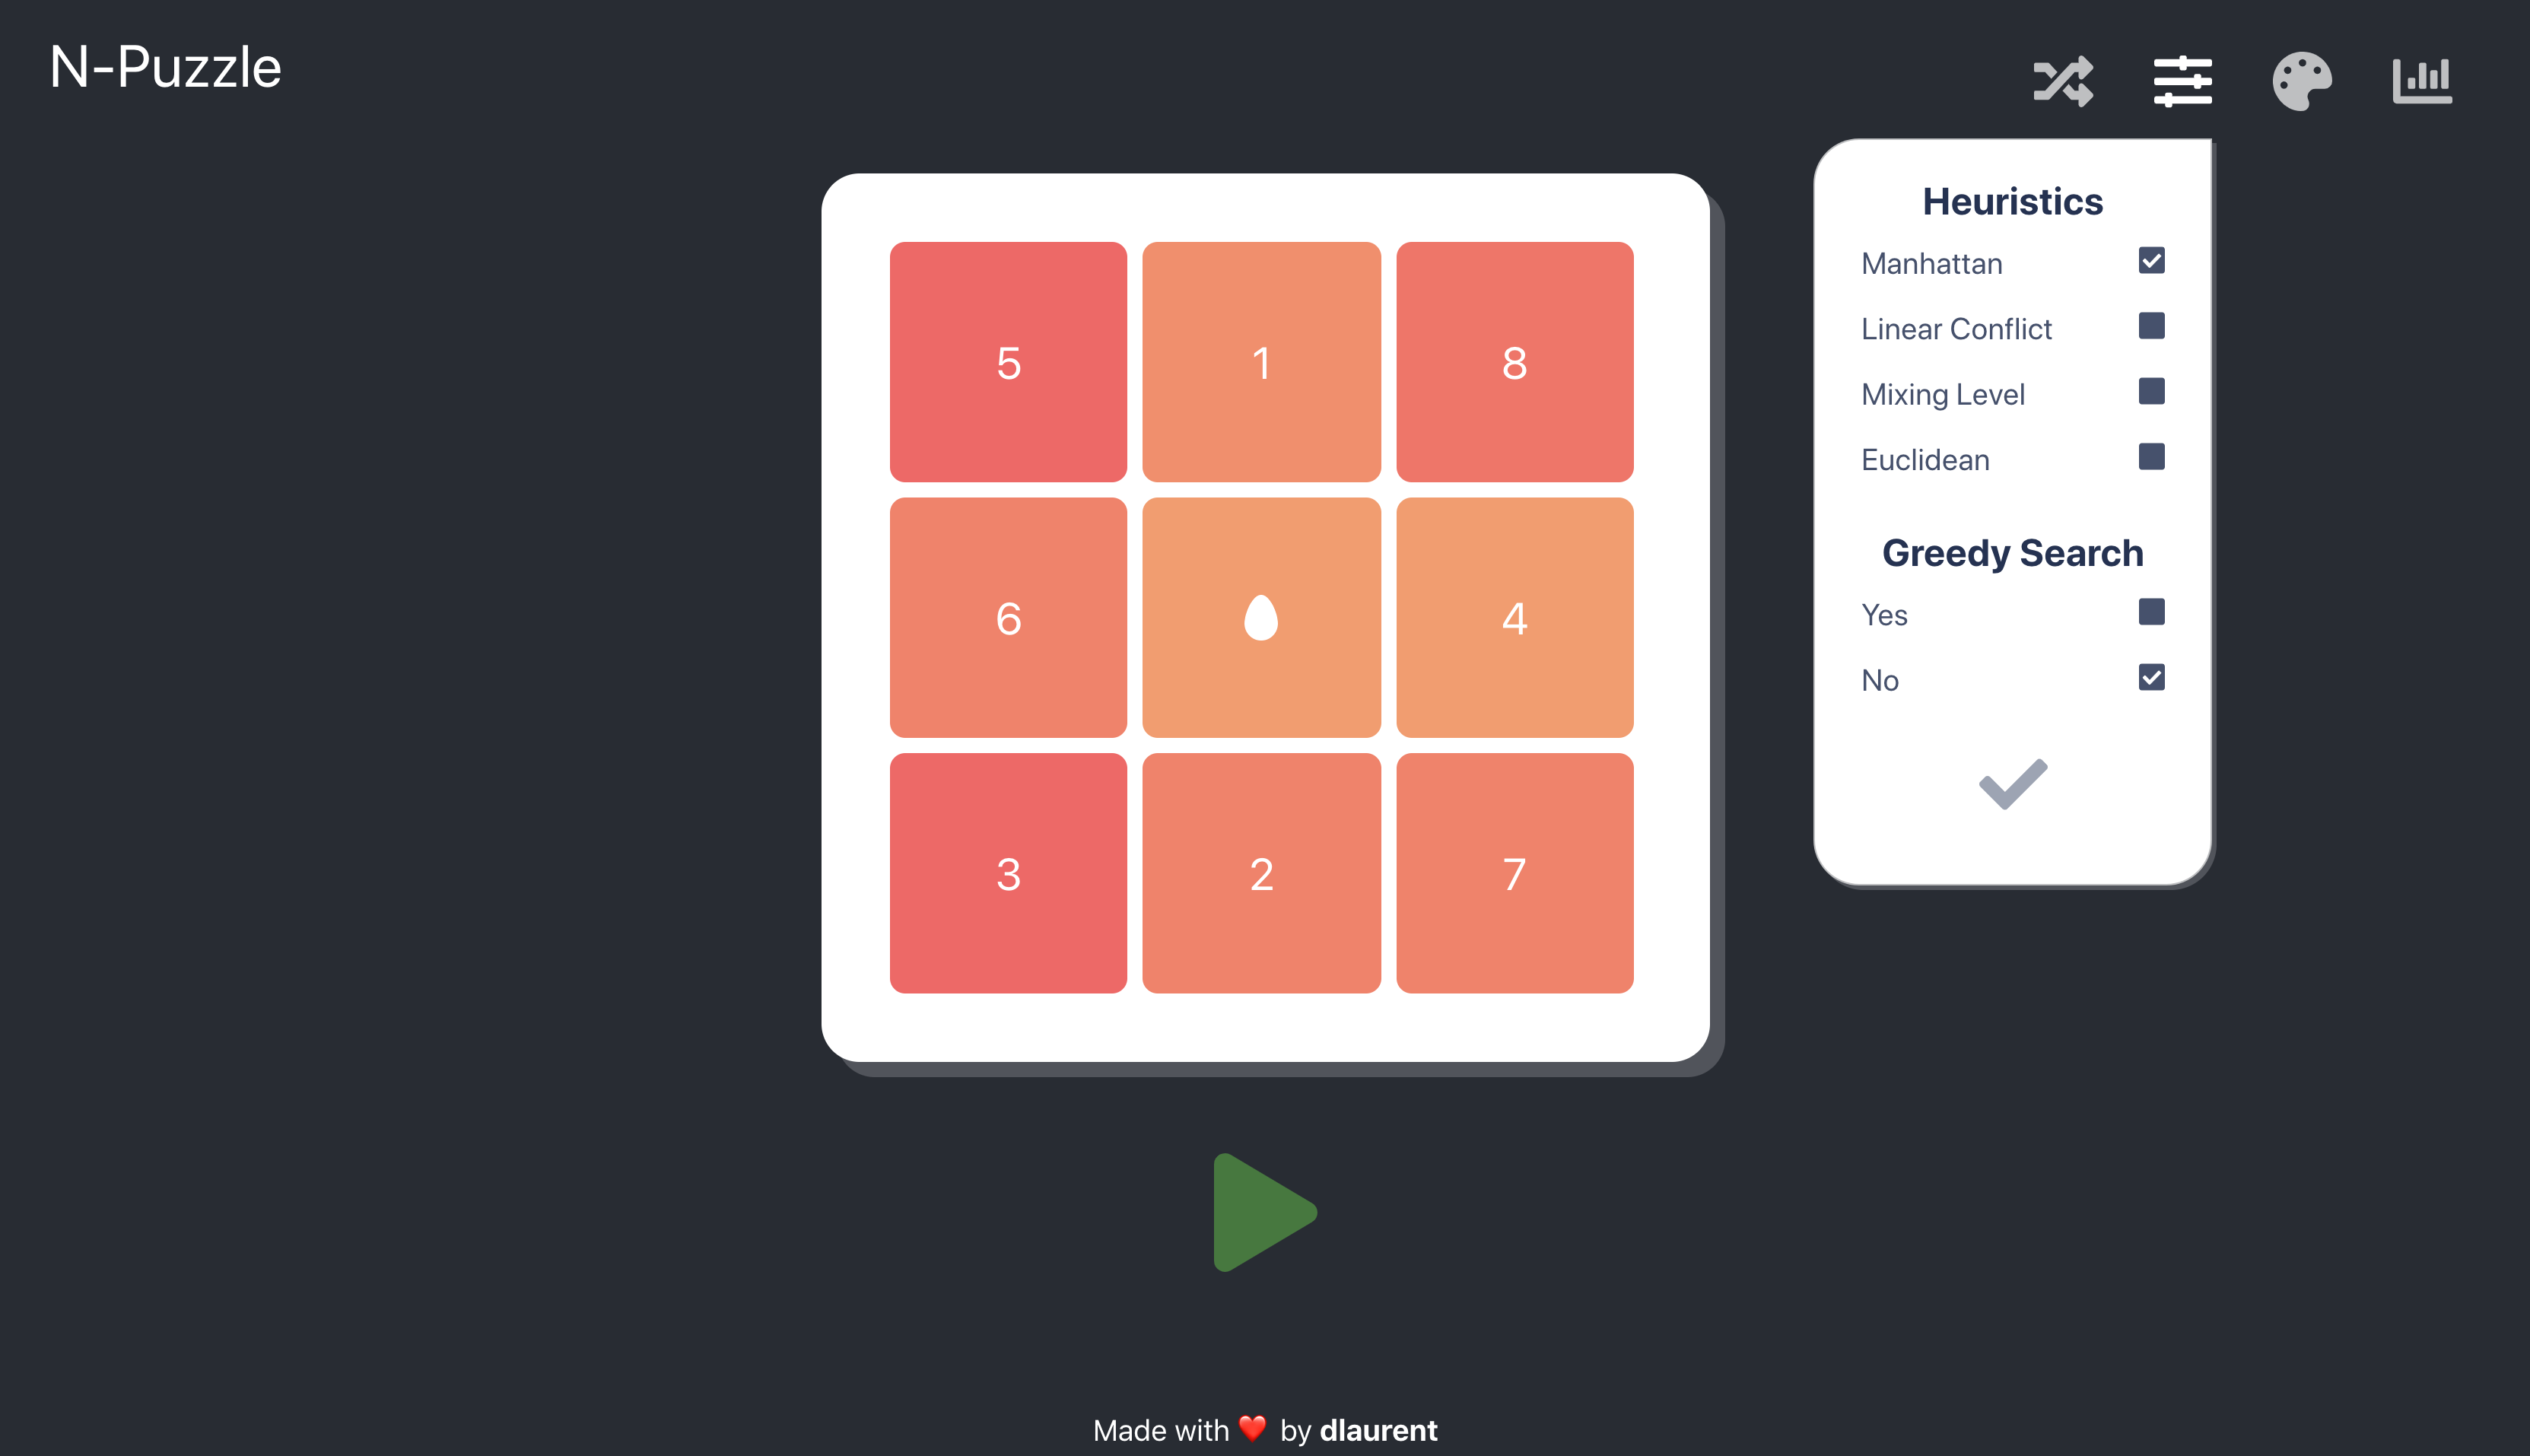 N-Puzzle
5 1 8
6 4
3 2 7
Heuristics
Manhattan
Linear Conflict
Mixing Level
Euclidean
Greedy Search
Yes
No
Made with ❤️ by dlaurent